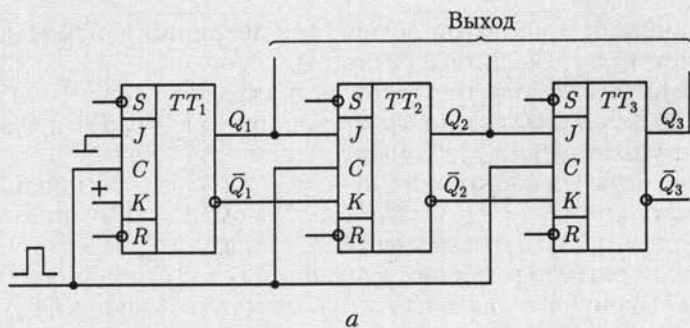 Выход
S TT₁ Q₁ S TT₂ Q₂ S TT₃ Q₃
J J J
C C C
+ K Q̄₁ K Q̄₂ K Q̄₃
R R R
а